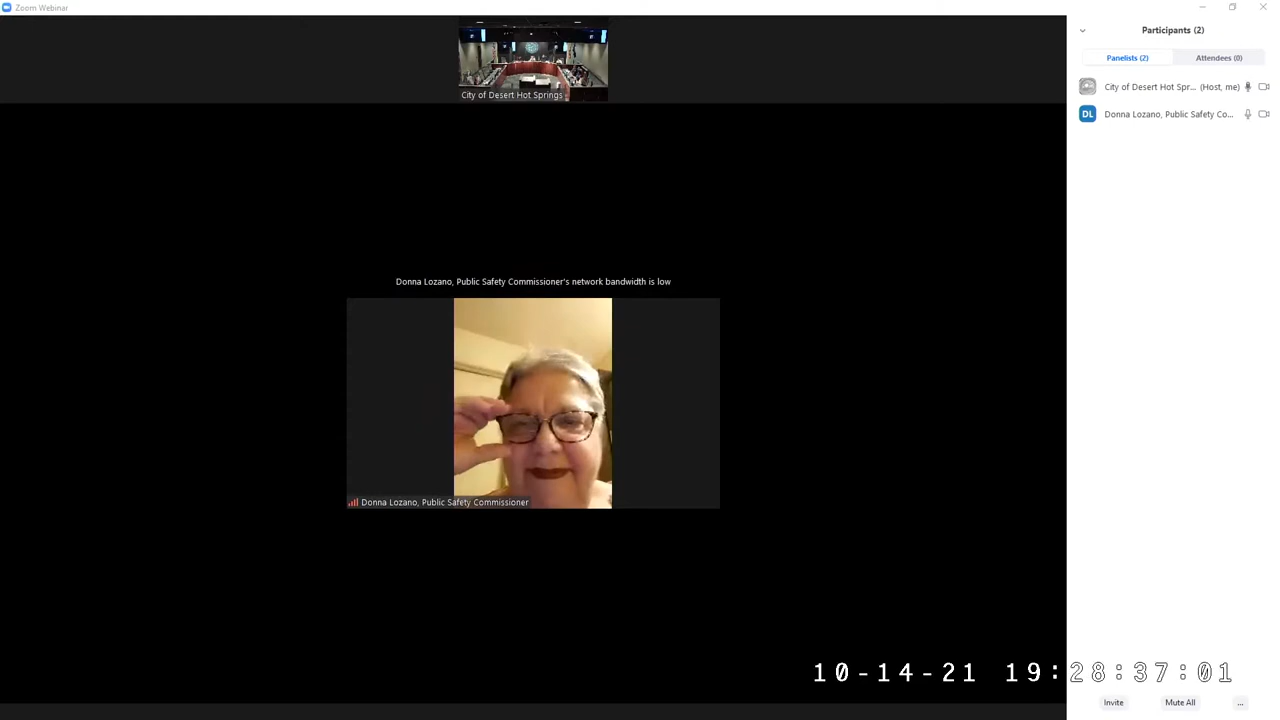 Zoom Webinar
Participants (2)
Panelists (2)
Attendees (0)
City of Desert Hot Springs
City of Desert Hot Spr... (Host, me)
DL
Donna Lozano, Public Safety Co...
Donna Lozano, Public Safety Commissioner's network bandwidth is low
Donna Lozano, Public Safety Commissioner
10-14-21 19:28:37:01
Invite
Mute All
...